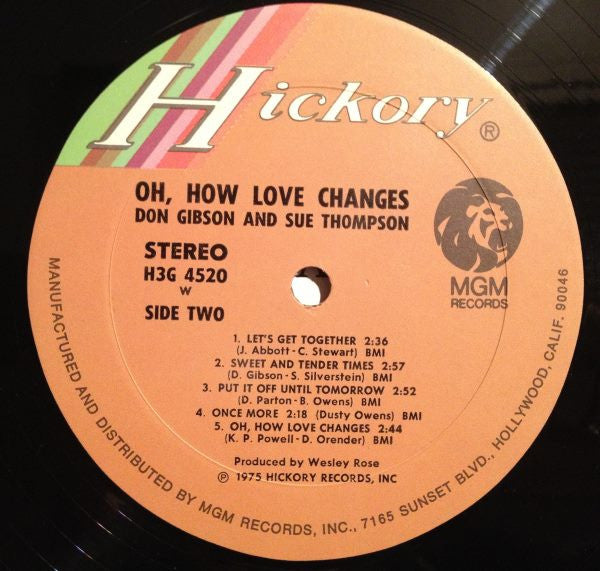 Hickory®
OH, HOW LOVE CHANGES
DON GIBSON AND SUE THOMPSON
STEREO
H3G 4520
W
SIDE TWO
MGM
RECORDS
1. LET'S GET TOGETHER 2:36
(J. Abbott-C. Stewart) BMI
2. SWEET AND TENDER TIMES 2:57
(D. Gibson-S. Silverstein) BMI
3. PUT IT OFF UNTIL TOMORROW 2:52
(D. Parton-B. Owens) BMI
4. ONCE MORE 2:18 (Dusty Owens) BMI
5. OH, HOW LOVE CHANGES 2:44
(K. P. Powell-D. Orender) BMI
Produced by Wesley Rose
℗ 1975 HICKORY RECORDS, INC
MANUFACTURED AND DISTRIBUTED BY MGM RECORDS, INC., 7165 SUNSET BLVD., HOLLYWOOD, CALIF. 90046